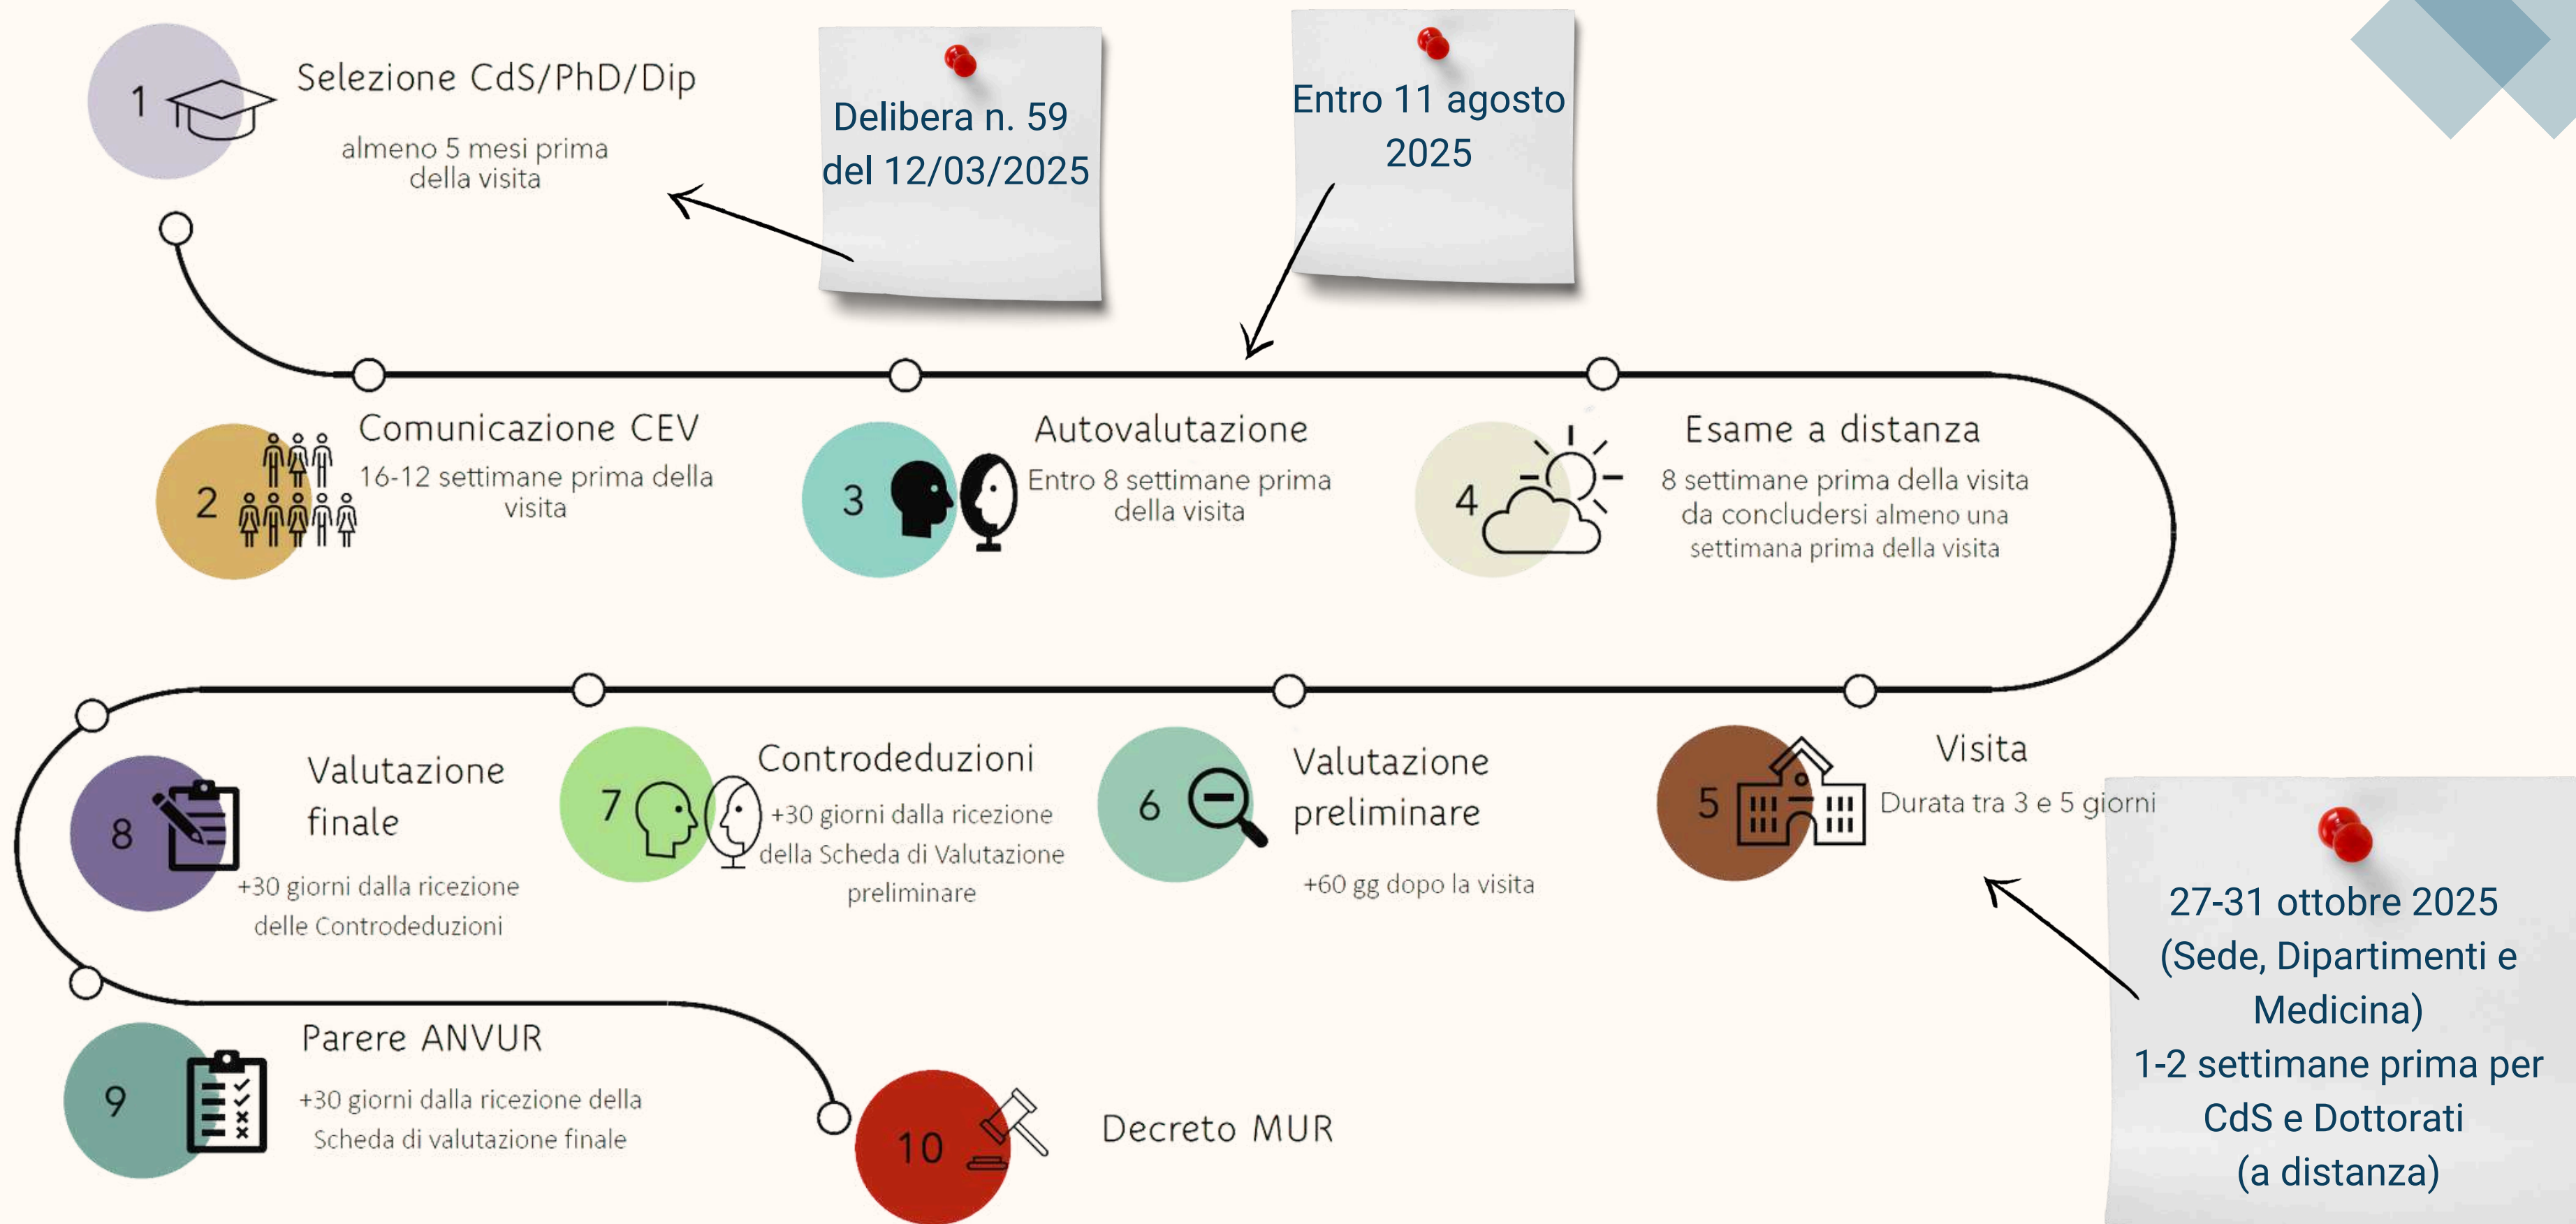 1
Selezione CdS/PhD/Dip
almeno 5 mesi prima
della visita
Delibera n. 59
del 12/03/2025
Entro 11 agosto
2025
2
Comunicazione CEV
16-12 settimane prima della
visita
3
Autovalutazione
Entro 8 settimane prima
della visita
4
Esame a distanza
8 settimane prima della visita
da concludersi almeno una
settimana prima della visita
5
Visita
Durata tra 3 e 5 giorni
27-31 ottobre 2025
(Sede, Dipartimenti e
Medicina)
1-2 settimane prima per
CdS e Dottorati
(a distanza)
6
Valutazione
preliminare
+60 gg dopo la visita
7
Controdeduzioni
+30 giorni dalla ricezione
della Scheda di Valutazione
preliminare
8
Valutazione
finale
+30 giorni dalla ricezione
delle Controdeduzioni
9
Parere ANVUR
+30 giorni dalla ricezione della
Scheda di valutazione finale
10
Decreto MUR